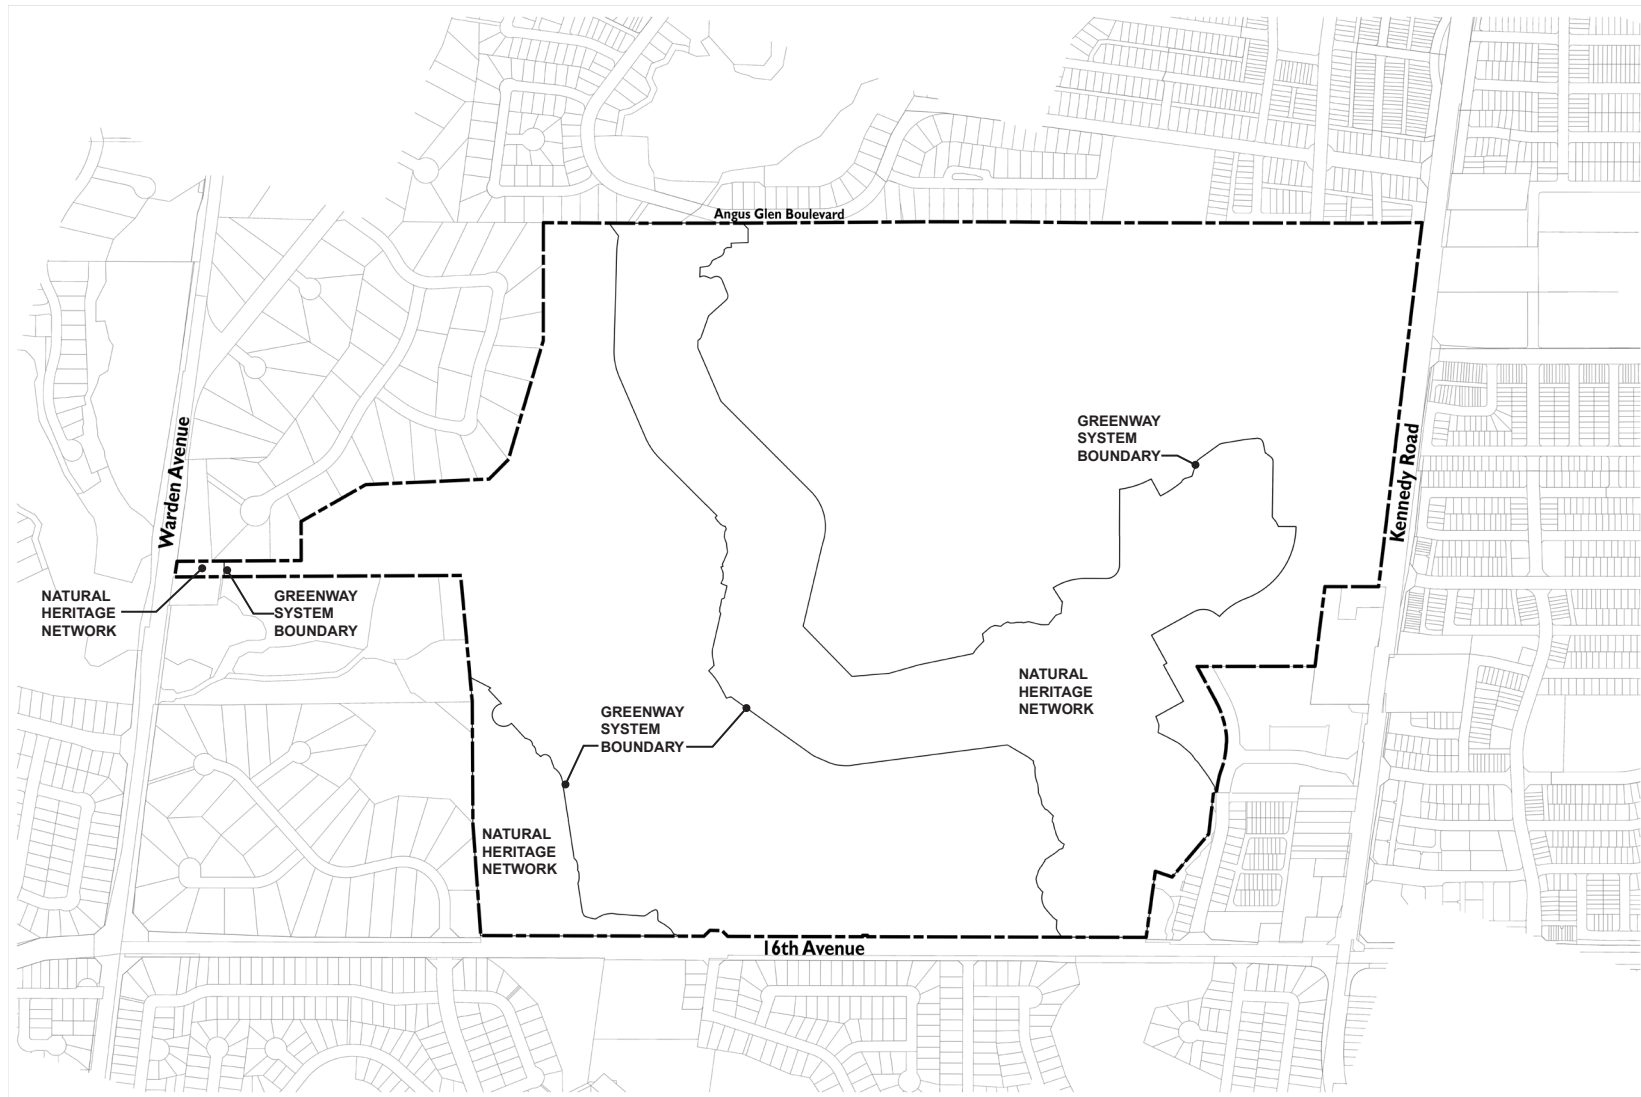 Angus Glen Boulevard
GREENWAY
SYSTEM
BOUNDARY
Warden Avenue
Kennedy Road
NATURAL
HERITAGE
NETWORK
GREENWAY
SYSTEM
BOUNDARY
NATURAL
HERITAGE
NETWORK
GREENWAY
SYSTEM
BOUNDARY
NATURAL
HERITAGE
NETWORK
16th Avenue